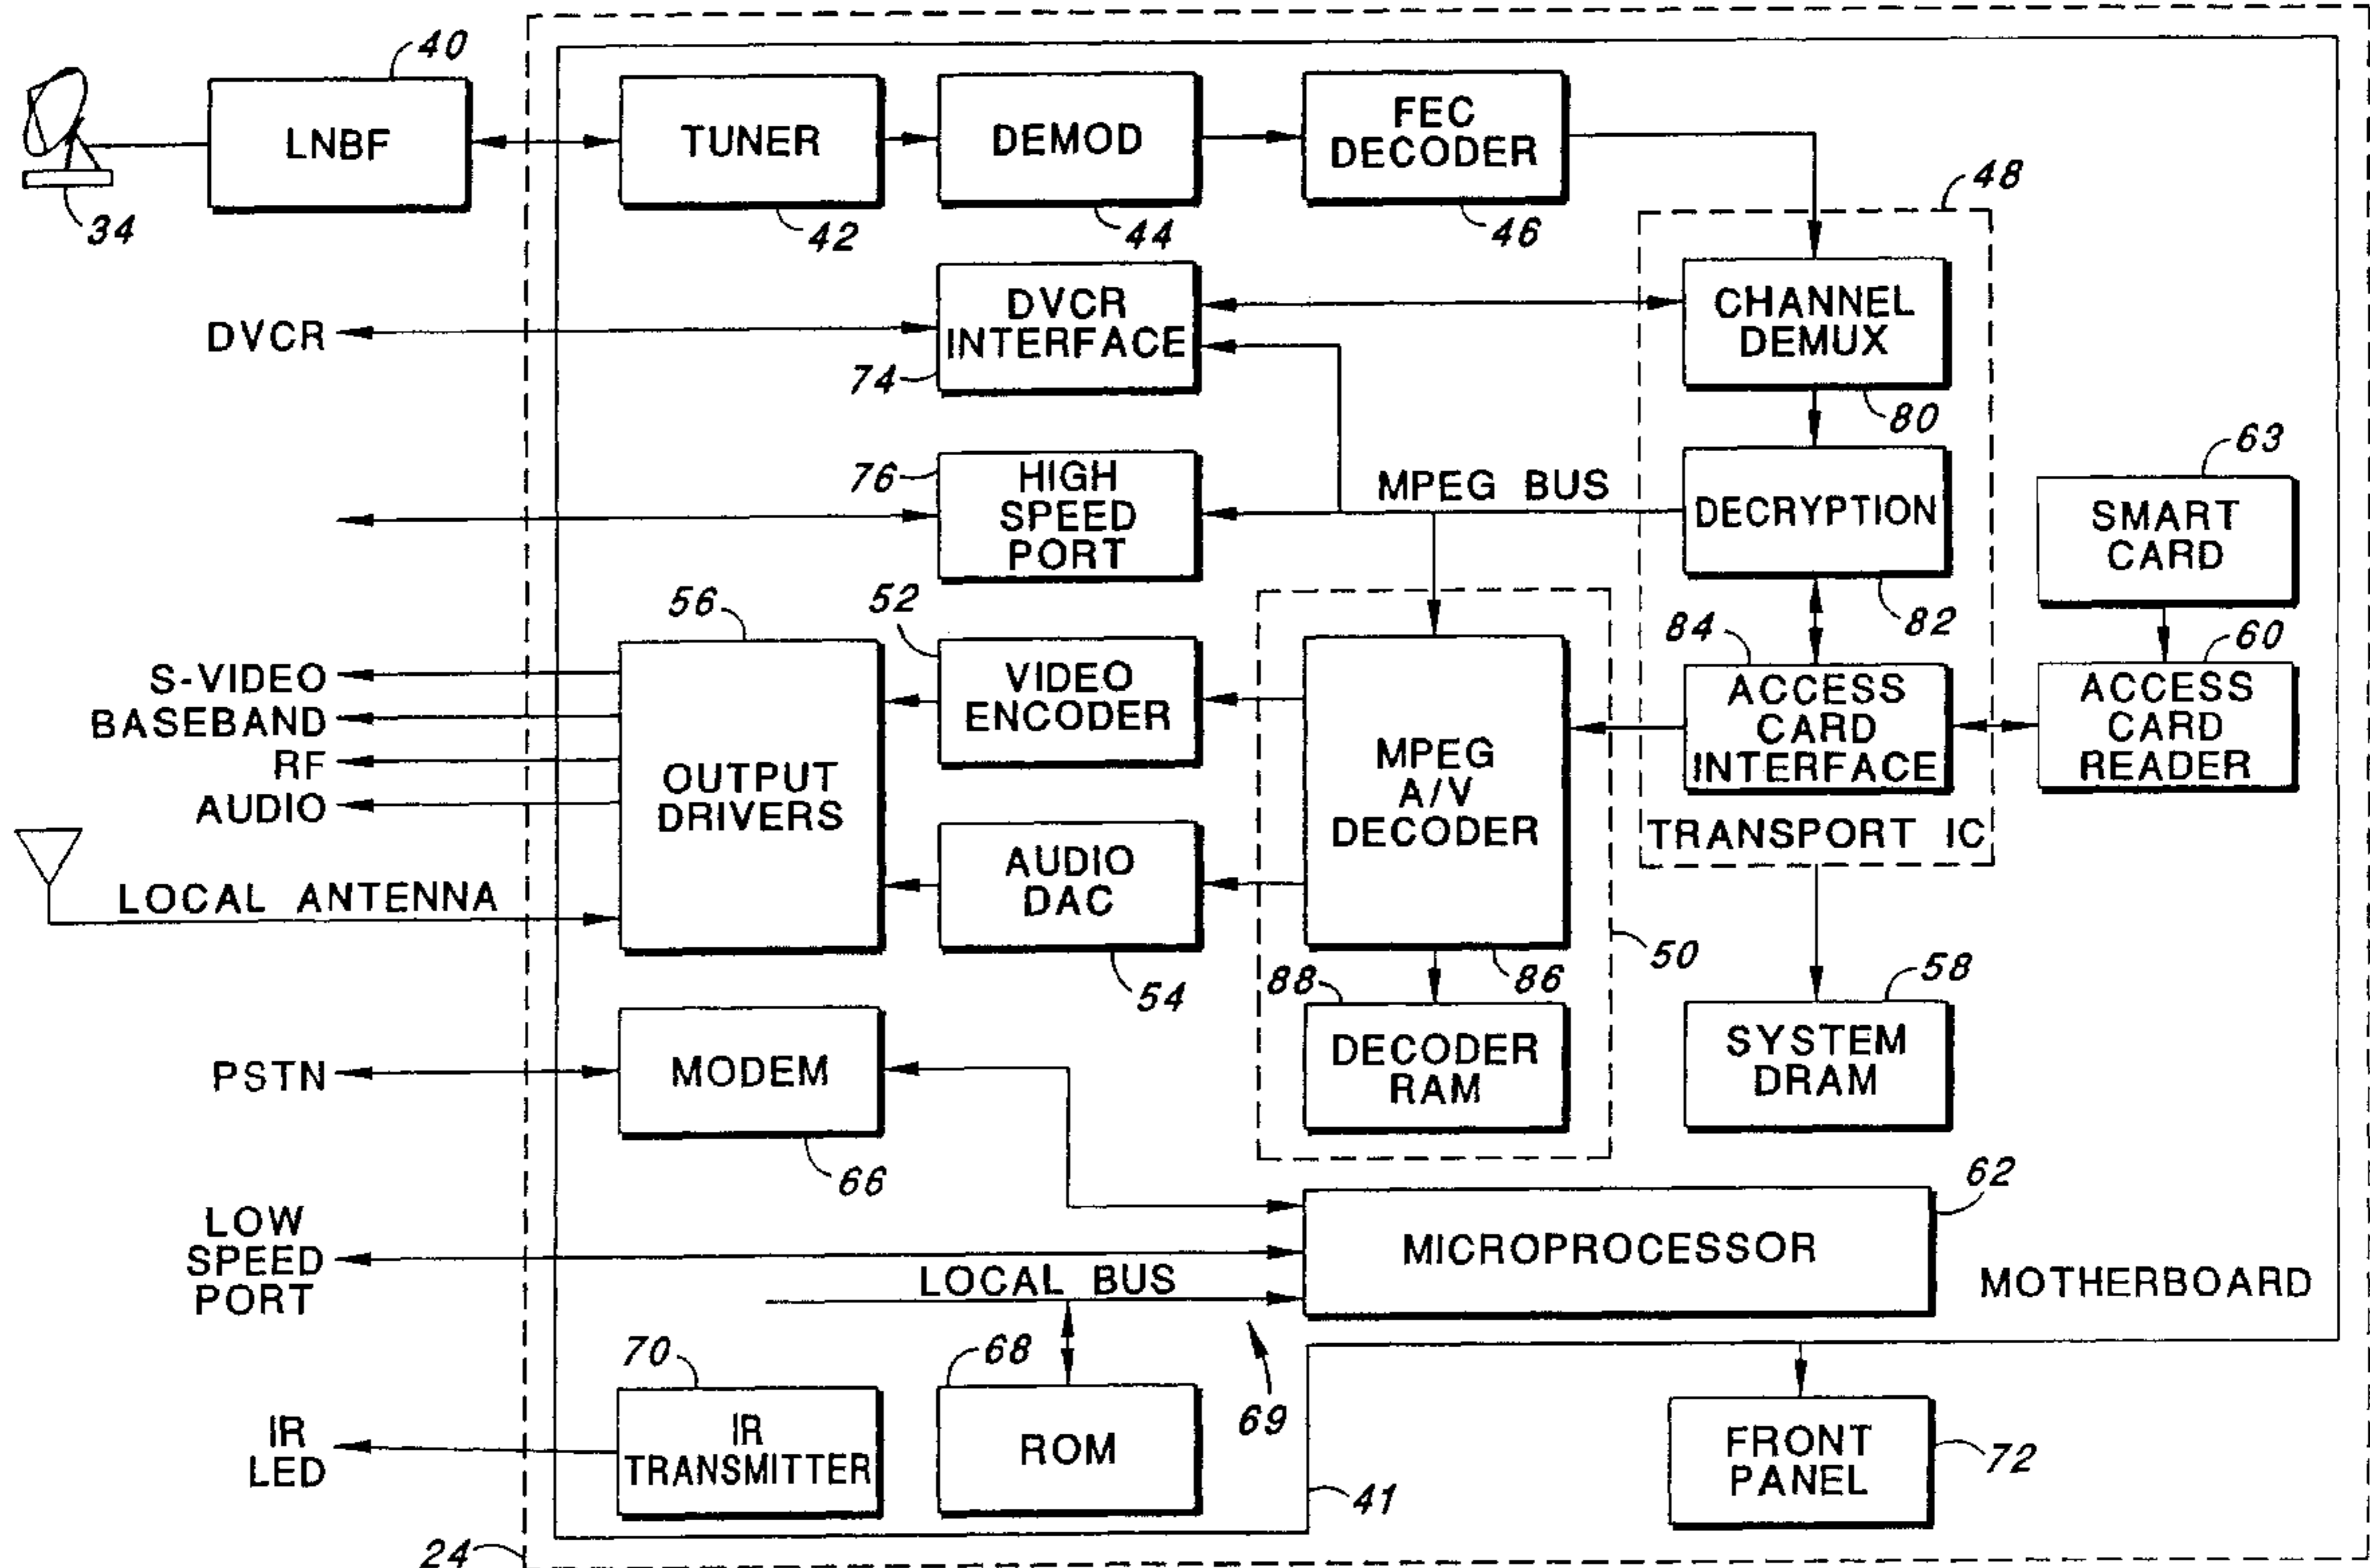 40
LNBF
TUNER
DEMOD
FEC
DECODER
34
42
44
46
48
DVCR
DVCR
INTERFACE
74
CHANNEL
DEMUX
80
76
HIGH
SPEED
PORT
MPEG BUS
DECRYPTION
82
63
SMART
CARD
56
52
84
60
S-VIDEO
BASEBAND
RF
AUDIO
OUTPUT
DRIVERS
VIDEO
ENCODER
MPEG
A/V
DECODER
ACCESS
CARD
INTERFACE
ACCESS
CARD
READER
TRANSPORT IC
LOCAL ANTENNA
AUDIO
DAC
54
50
88
86
58
PSTN
MODEM
66
DECODER
RAM
SYSTEM
DRAM
62
LOW
SPEED
PORT
MICROPROCESSOR
LOCAL BUS
MOTHERBOARD
70
68
69
IR
LED
IR
TRANSMITTER
ROM
41
FRONT
PANEL
72
24